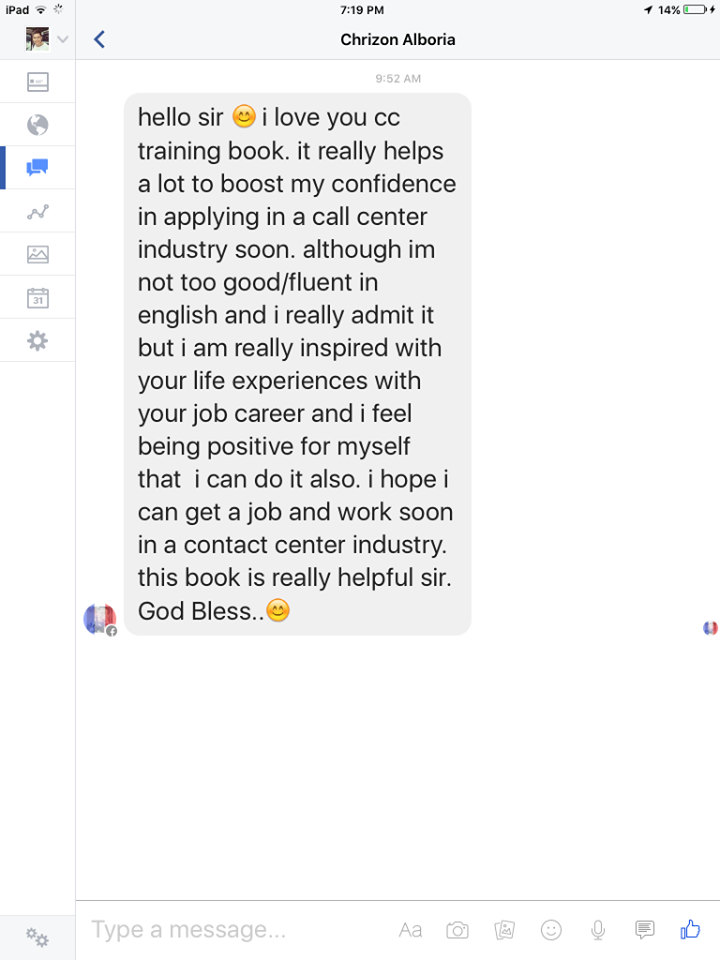 iPad 7:19 PM 14%
Chrizon Alboria
9:52 AM
hello sir 😊 i love you cc
training book. it really helps
a lot to boost my confidence
in applying in a call center
industry soon. although im
not too good/fluent in
english and i really admit it
but i am really inspired with
your life experiences with
your job career and i feel
being positive for myself
that  i can do it also. i hope i
can get a job and work soon
in a contact center industry.
this book is really helpful sir.
God Bless..😊
31
Type a message... Aa